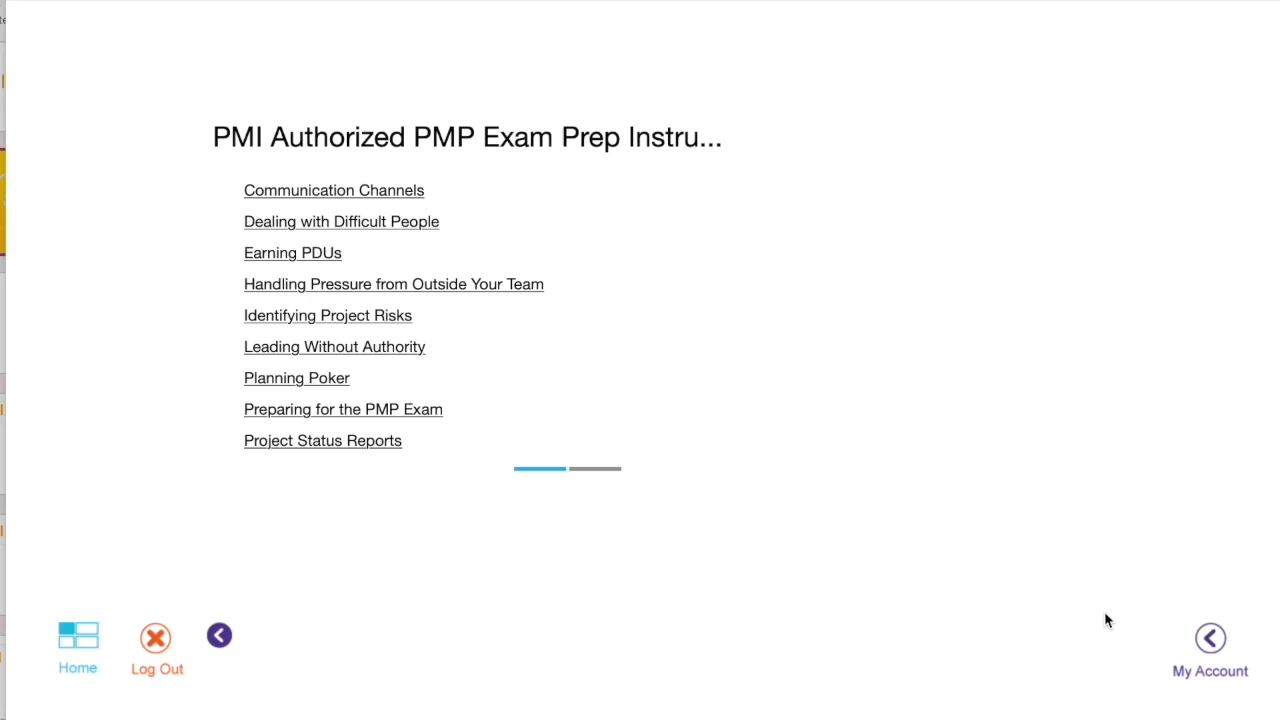 PMI Authorized PMP Exam Prep Instru...
Communication Channels
Dealing with Difficult People
Earning PDUs
Handling Pressure from Outside Your Team
Identifying Project Risks
Leading Without Authority
Planning Poker
Preparing for the PMP Exam
Project Status Reports
Home
Log Out
My Account